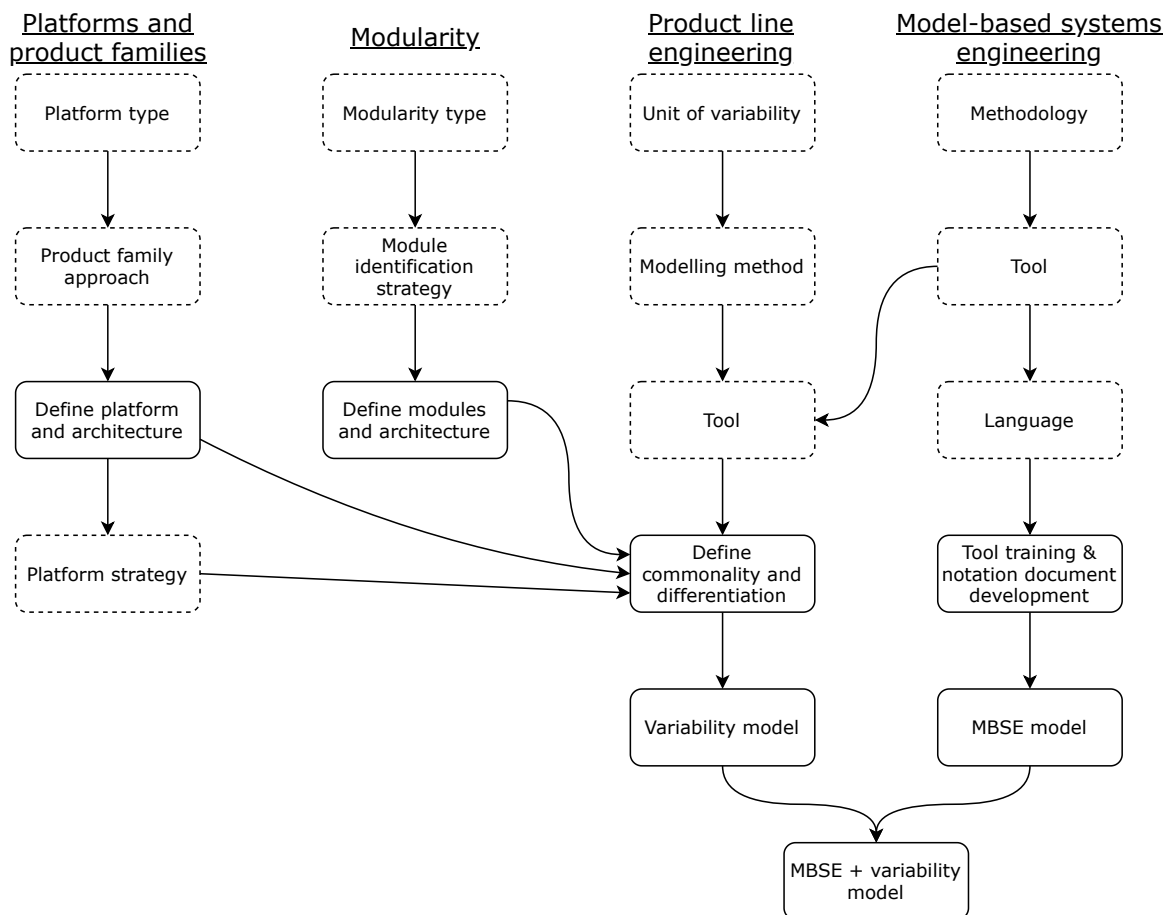 Platforms and
product families
Modularity
Product line
engineering
Model-based systems
engineering
Platform type
Modularity type
Unit of variability
Methodology
Product family
approach
Module
identification
strategy
Modelling method
Tool
Define platform
and architecture
Define modules
and architecture
Tool
Language
Platform strategy
Define
commonality and
differentiation
Tool training &
notation document
development
Variability model
MBSE model
MBSE + variability
model